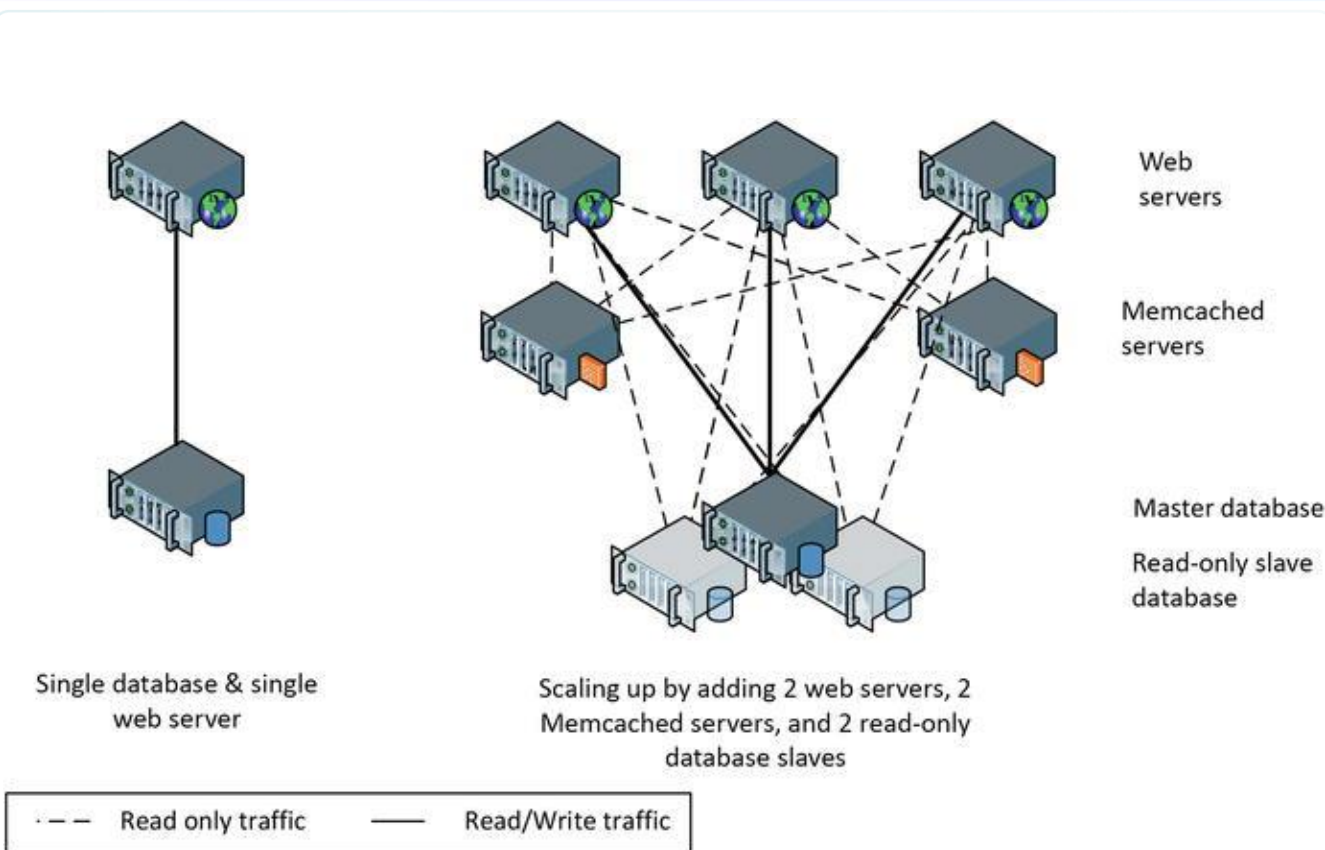 Web
servers
Memcached
servers
Master database
Read-only slave
database
Single database & single
web server
Scaling up by adding 2 web servers, 2
Memcached servers, and 2 read-only
database slaves
Read only traffic
Read/Write traffic